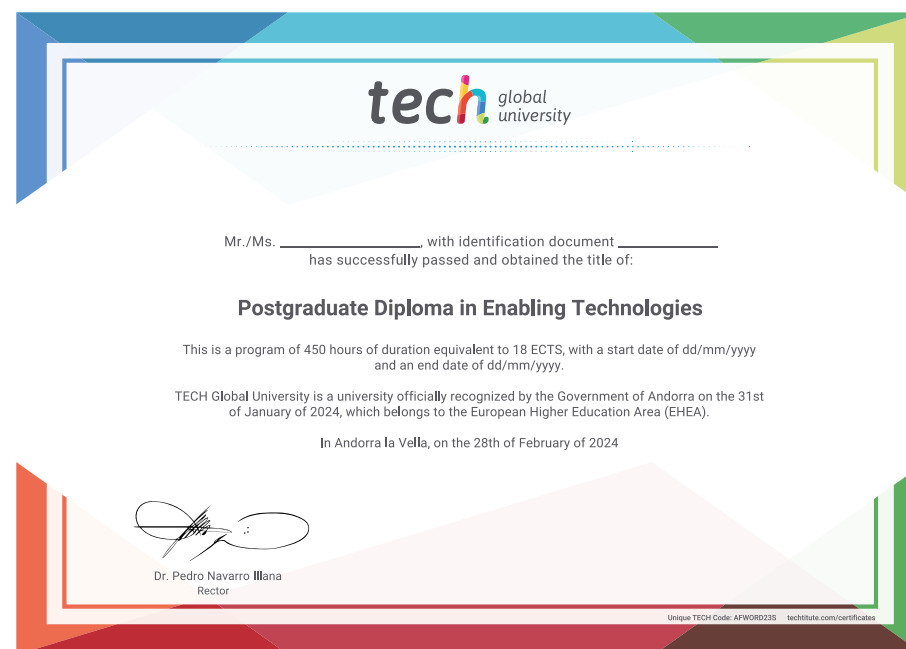 tech global
university
Mr./Ms. ____________________, with identification document ______________
has successfully passed and obtained the title of:
Postgraduate Diploma in Enabling Technologies
This is a program of 450 hours of duration equivalent to 18 ECTS, with a start date of dd/mm/yyyy
and an end date of dd/mm/yyyy.
TECH Global University is a university officially recognized by the Government of Andorra on the 31st
of January of 2024, which belongs to the European Higher Education Area (EHEA).
In Andorra la Vella, on the 28th of February of 2024
Dr. Pedro Navarro Illana
Rector
Unique TECH Code: AFWORD23S techtitute.com/certificates